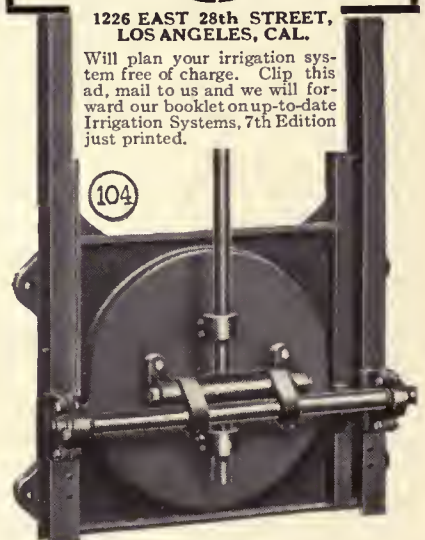 1226 EAST 28th STREET,
LOS ANGELES, CAL.
Will plan your irrigation sys-
tem free of charge. Clip this
ad, mail to us and we will for-
ward our booklet on up-to-date
Irrigation Systems, 7th Edition
just printed.
104